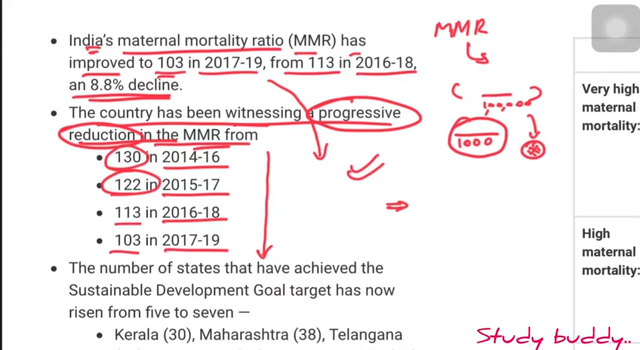 MMR
India's maternal mortality ratio (MMR) has
improved to 103 in 2017-19, from 113 in 2016-18,
an 8.8% decline.
100,000
1000
The country has been witnessing a progressive
reduction in the MMR from
130 in 2014-16
122 in 2015-17
113 in 2016-18
103 in 2017-19
The number of states that have achieved the
Sustainable Development Goal target has now
risen from five to seven —
Kerala (30), Maharashtra (38), Telangana
Very high
maternal
mortality:
High
maternal
mortality:
Study buddy..